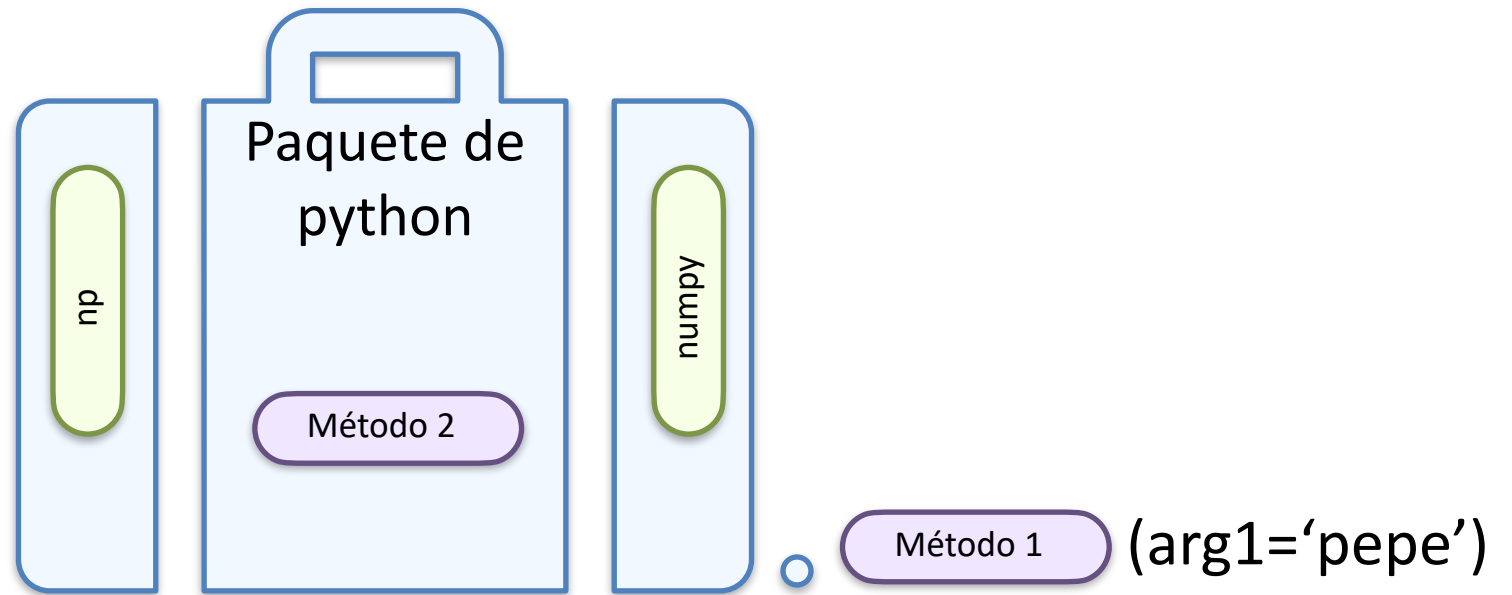 Paquete de
python
np
numpy
Método 2
Método 1 (arg1=‘pepe’)